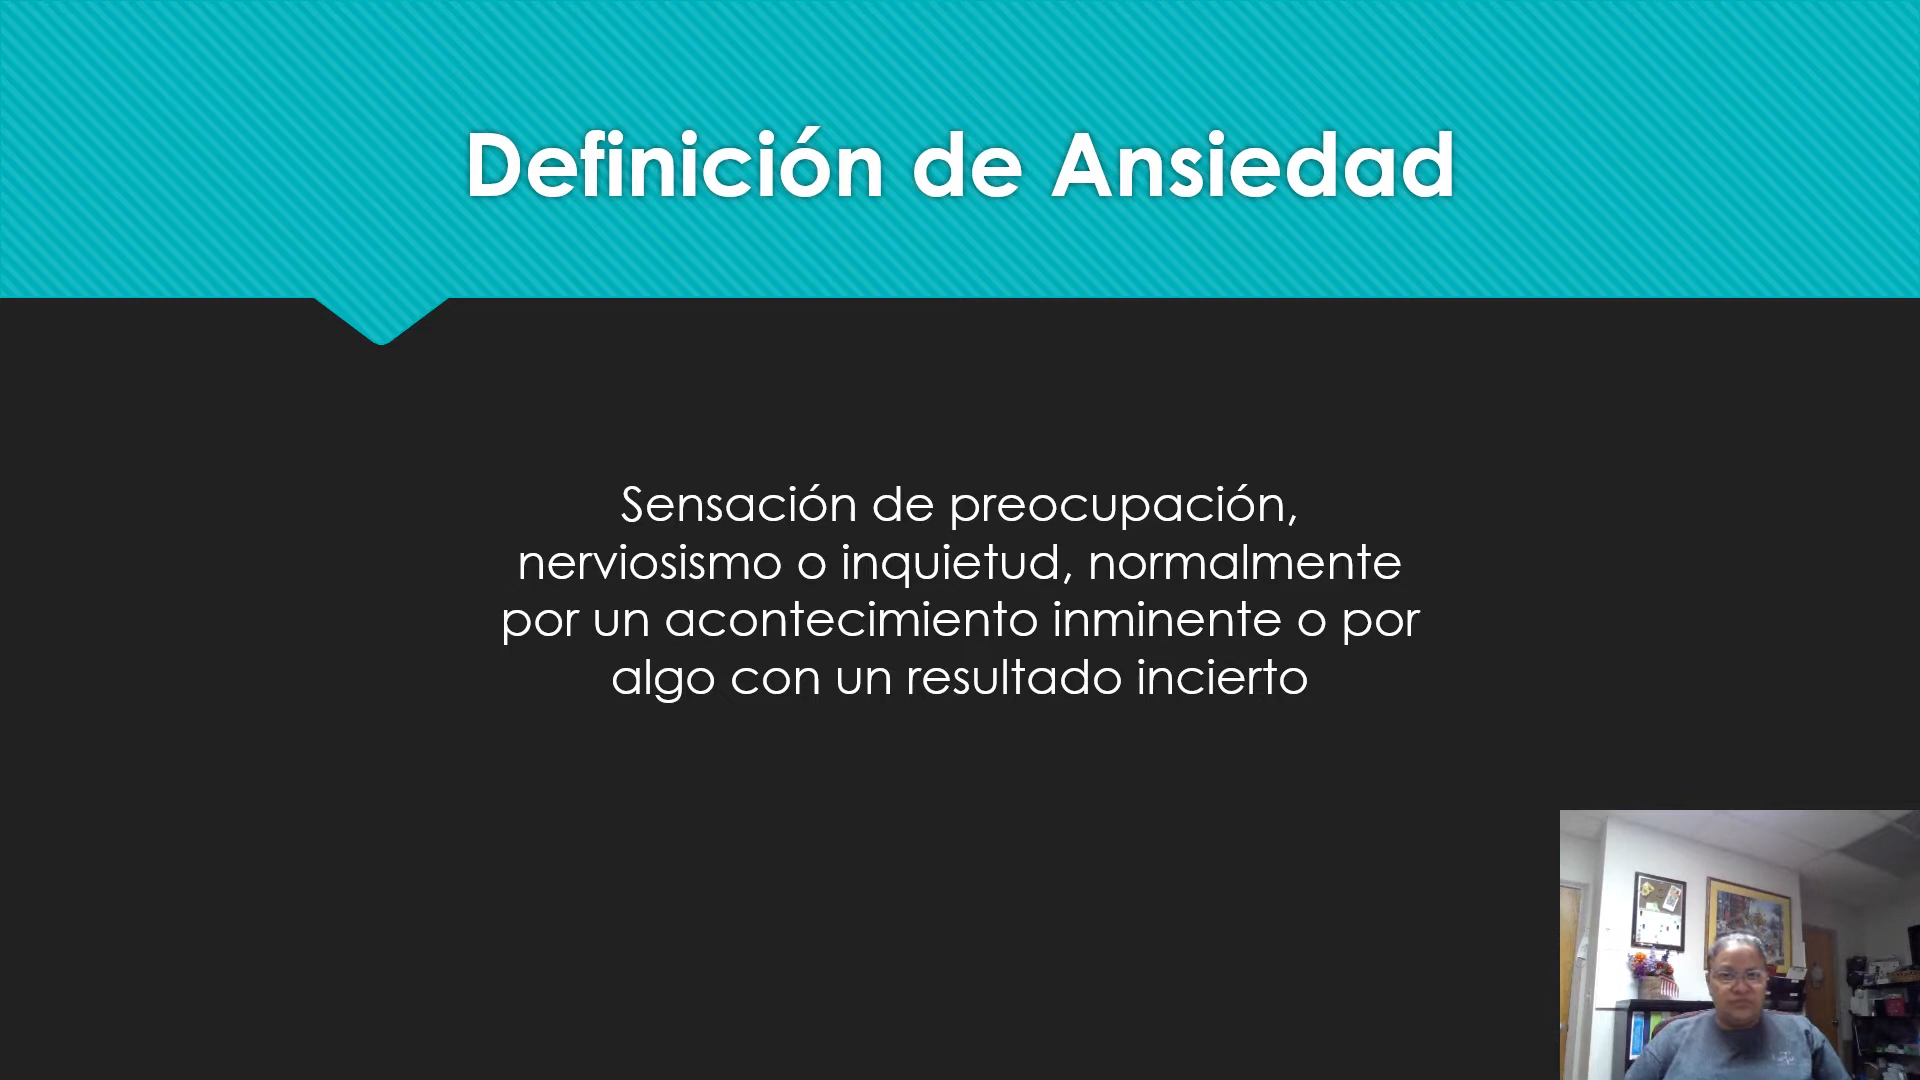 Definición de Ansiedad
Sensación de preocupación,
nerviosismo o inquietud, normalmente
por un acontecimiento inminente o por
algo con un resultado incierto